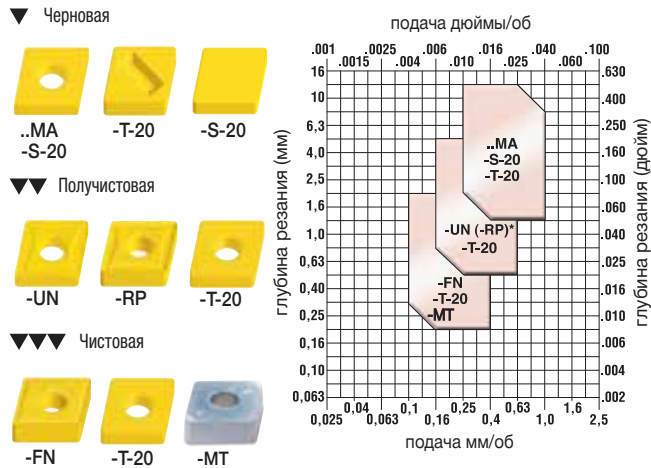 ▼ Черновая
..MA
-S-20
-T-20
-S-20
▼▼ Получистовая
-UN
-RP
-T-20
▼▼▼ Чистовая
-FN
-T-20
-MT
подача дюймы/об
.001 .0025 .006 .016 .040 .100
.0015 .004 .010 .025 .060
глубина резания (мм)
16
10
6,3
4,0
2,5
1,6
1,0
0,63
0,40
0,25
0,16
0,10
0,063
..MA
-S-20
-T-20
-UN (-RP)*
-T-20
-FN
-T-20
-MT
.630
.400
.250
.160
.100
.060
.040
.025
.016
.010
.006
.004
.002
глубина резания (дюйм)
0,04 0,1 0,25 0,63 1,6
0,025 0,063 0,16 0,4 1,0 2,5
подача мм/об